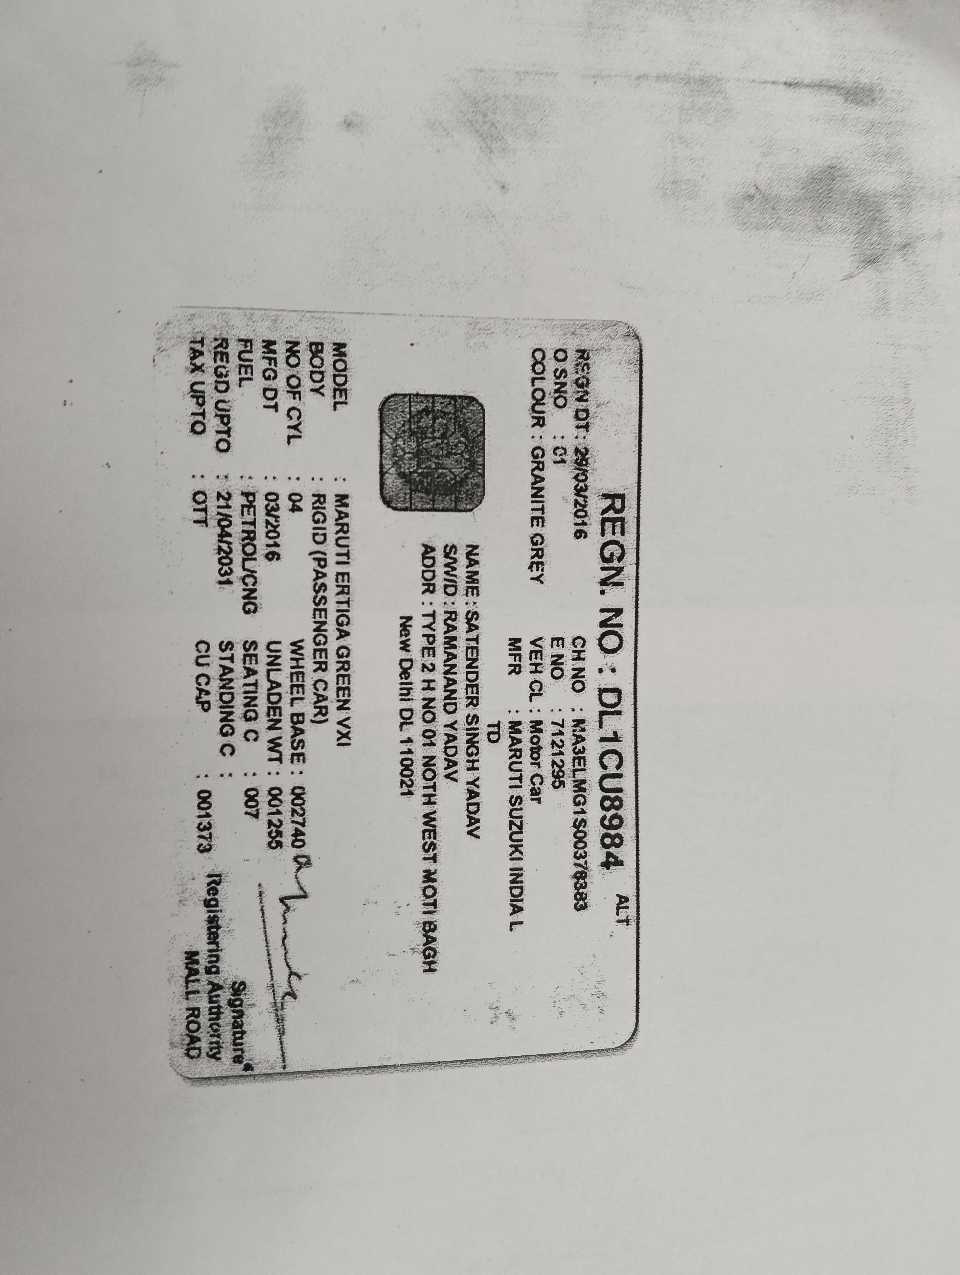 REGN. NO : DL1CU8984 ALT
REGN DT : 29/03/2016 CH NO : MA3ELMG1S00376383
O SNO : 01 E NO : 7121295
COLOUR : GRANITE GREY VEH CL : Motor Car
MFR : MARUTI SUZUKI INDIA L
TD
NAME : SATENDER SINGH YADAV
S/W/D : RAMANAND YADAV
ADDR : TYPE 2 H NO 01 NOTH WEST MOTI BAGH
New Delhi DL 110021
MODEL : MARUTI ERTIGA GREEN VXI
BODY : RIGID (PASSENGER CAR)
NO OF CYL : 04 WHEEL BASE : 002740
MFG DT : 03/2016 UNLADEN WT : 001255
FUEL : PETROL/CNG SEATING C : 007
REGD UPTO : 21/04/2031 STANDING C :
TAX UPTO : OTT CU CAP : 001373
Signature
Registering Authority
MALL ROAD